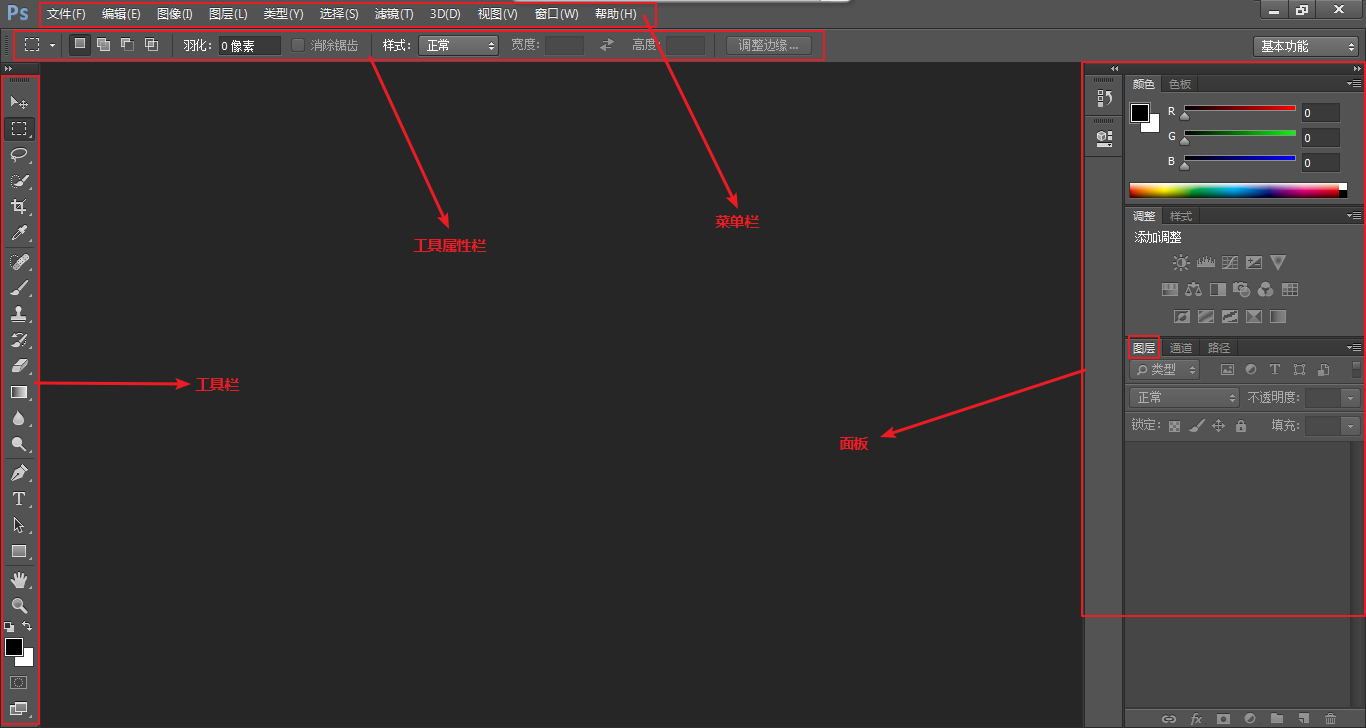 Ps 文件(F) 编辑(E) 图像(I) 图层(L) 类型(Y) 选择(S) 滤镜(T) 3D(D) 视图(V) 窗口(W) 帮助(H)
羽化: 0 像素 消除锯齿 样式: 正常 宽度: 高度: 调整边缘... 基本功能
颜色 色板
R 0
G 0
B 0
调整 样式
添加调整
菜单栏
工具属性栏
工具栏
面板
图层 通道 路径
类型 T
正常 不透明度:
锁定: 填充:
T
fx